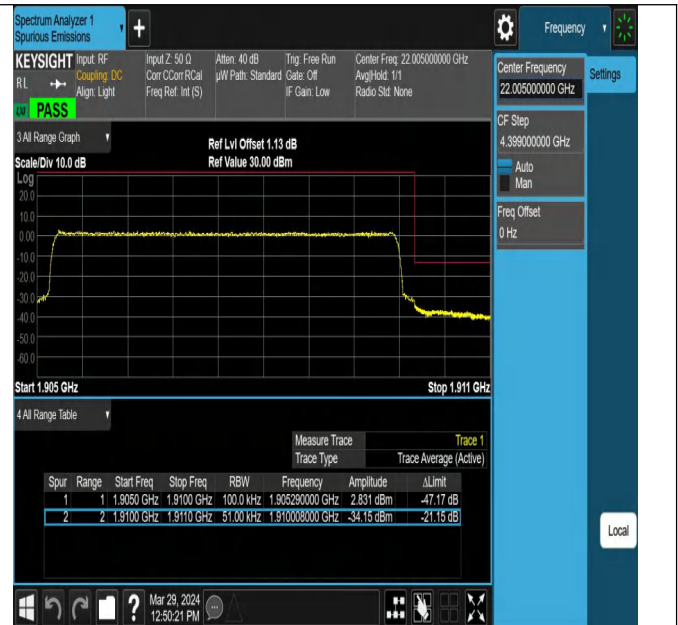 Spectrum Analyzer 1
Spurious Emissions
Frequency
KEYSIGHT Input: RF Input Z: 50 Ω Atten: 40 dB Trig: Free Run Center Freq: 22.005000000 GHz
Coupling: DC Corr CCorr RCal µW Path: Standard Gate: Off Avg|Hold: 1/1
RL Align: Light Freq Ref: Int (S) IF Gain: Low Radio Std: None
PASS
Center Frequency
22.005000000 GHz
Settings
CF Step
4.399000000 GHz
Auto
Man
Freq Offset
0 Hz
3 All Range Graph
Ref Lvl Offset 1.13 dB
Scale/Div 10.0 dB Ref Value 30.00 dBm
Log
20.0
10.0
0.00
-10.0
-20.0
-30.0
-40.0
-50.0
-60.0
Start 1.905 GHz Stop 1.911 GHz
4 All Range Table
Measure Trace Trace 1
Trace Type Trace Average (Active)
Spur Range Start Freq Stop Freq RBW Frequency Amplitude ΔLimit
1 1 1.9050 GHz 1.9100 GHz 100.0 kHz 1.905290000 GHz 2.831 dBm -47.17 dB
2 2 1.9100 GHz 1.9110 GHz 51.00 kHz 1.910008000 GHz -34.15 dBm -21.15 dB
Local
Mar 29, 2024
12:50:21 PM